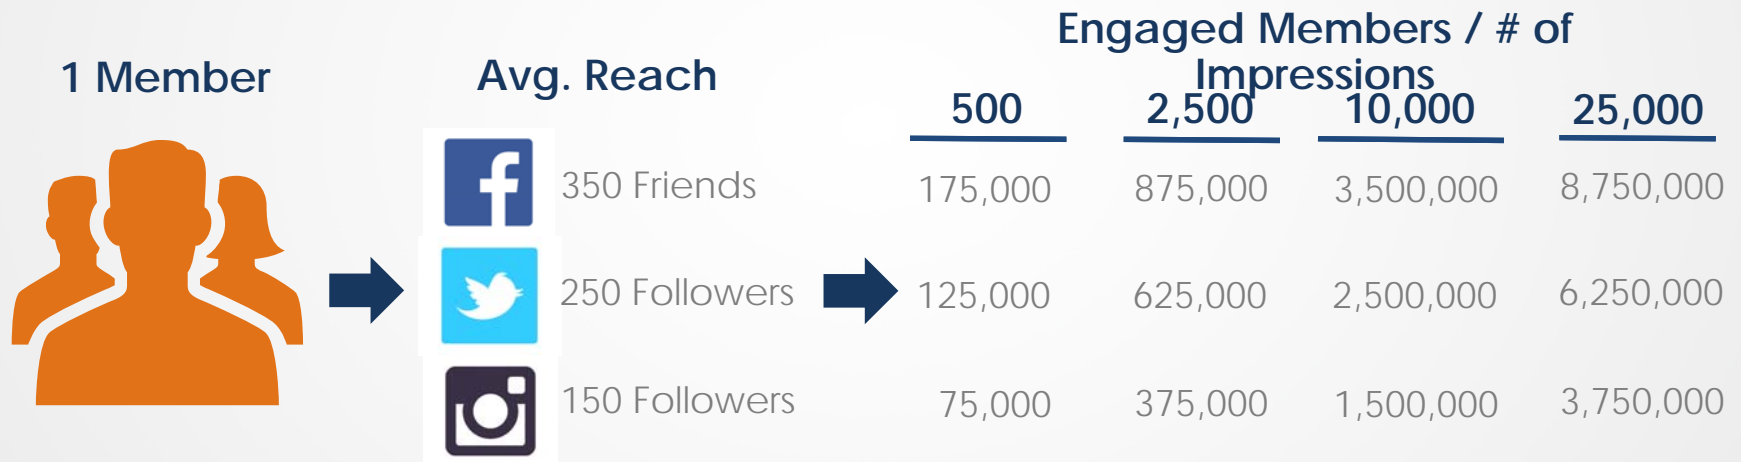 1 Member
Avg. Reach
Engaged Members / # of
Impressions
500 2,500 10,000 25,000
350 Friends 175,000 875,000 3,500,000 8,750,000
250 Followers 125,000 625,000 2,500,000 6,250,000
150 Followers 75,000 375,000 1,500,000 3,750,000